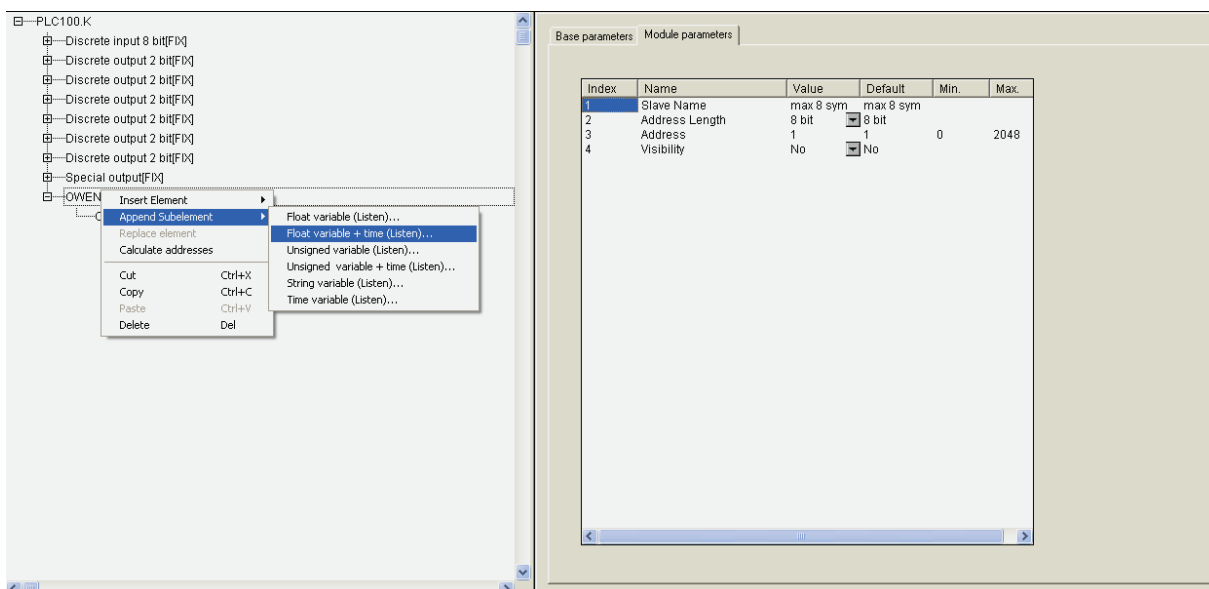 PLC100.K
Discrete input 8 bit[FIX]
Discrete output 2 bit[FIX]
Discrete output 2 bit[FIX]
Discrete output 2 bit[FIX]
Discrete output 2 bit[FIX]
Discrete output 2 bit[FIX]
Discrete output 2 bit[FIX]
Special output[FIX]
OWEN
Insert Element
Append Subelement
Replace element
Calculate addresses
Cut Ctrl+X
Copy Ctrl+C
Paste Ctrl+V
Delete Del
Float variable (Listen)...
Float variable + time (Listen)...
Unsigned variable (Listen)...
Unsigned variable + time (Listen)...
String variable (Listen)...
Time variable (Listen)...
Base parameters Module parameters
Index Name Value Default Min. Max.
1 Slave Name max 8 sym max 8 sym
2 Address Length 8 bit 8 bit
3 Address 1 1 0 2048
4 Visibility No No